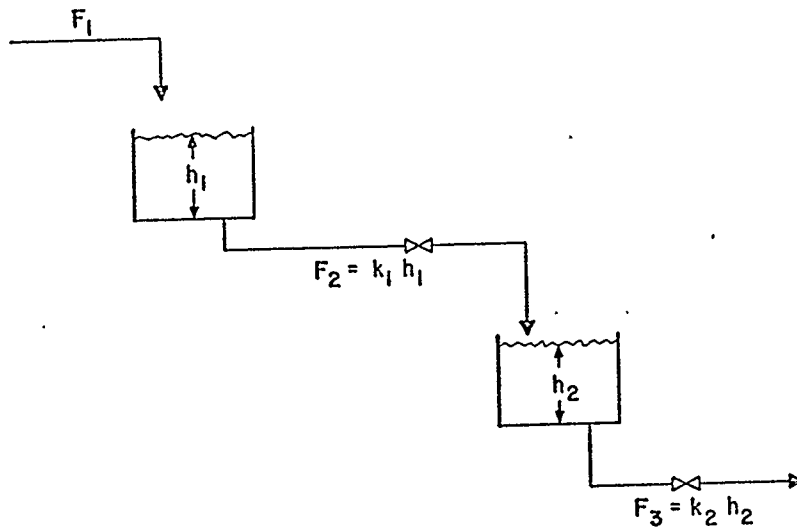 F₁
h₁
F₂ = k₁ h₁
h₂
F₃ = k₂ h₂